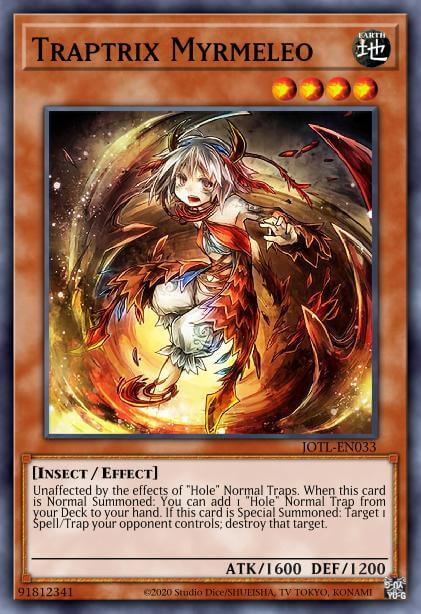 TRAPTRIX MYRMELEO
EARTH
地
JOTL-EN033
[INSECT / EFFECT]
Unaffected by the effects of "Hole" Normal Traps. When this card
is Normal Summoned: You can add 1 "Hole" Normal Trap from
your Deck to your hand. If this card is Special Summoned: Target 1
Spell/Trap your opponent controls; destroy that target.
ATK/1600 DEF/1200
91812341
©2020 Studio Dice/SHUEISHA, TV TOKYO, KONAMI